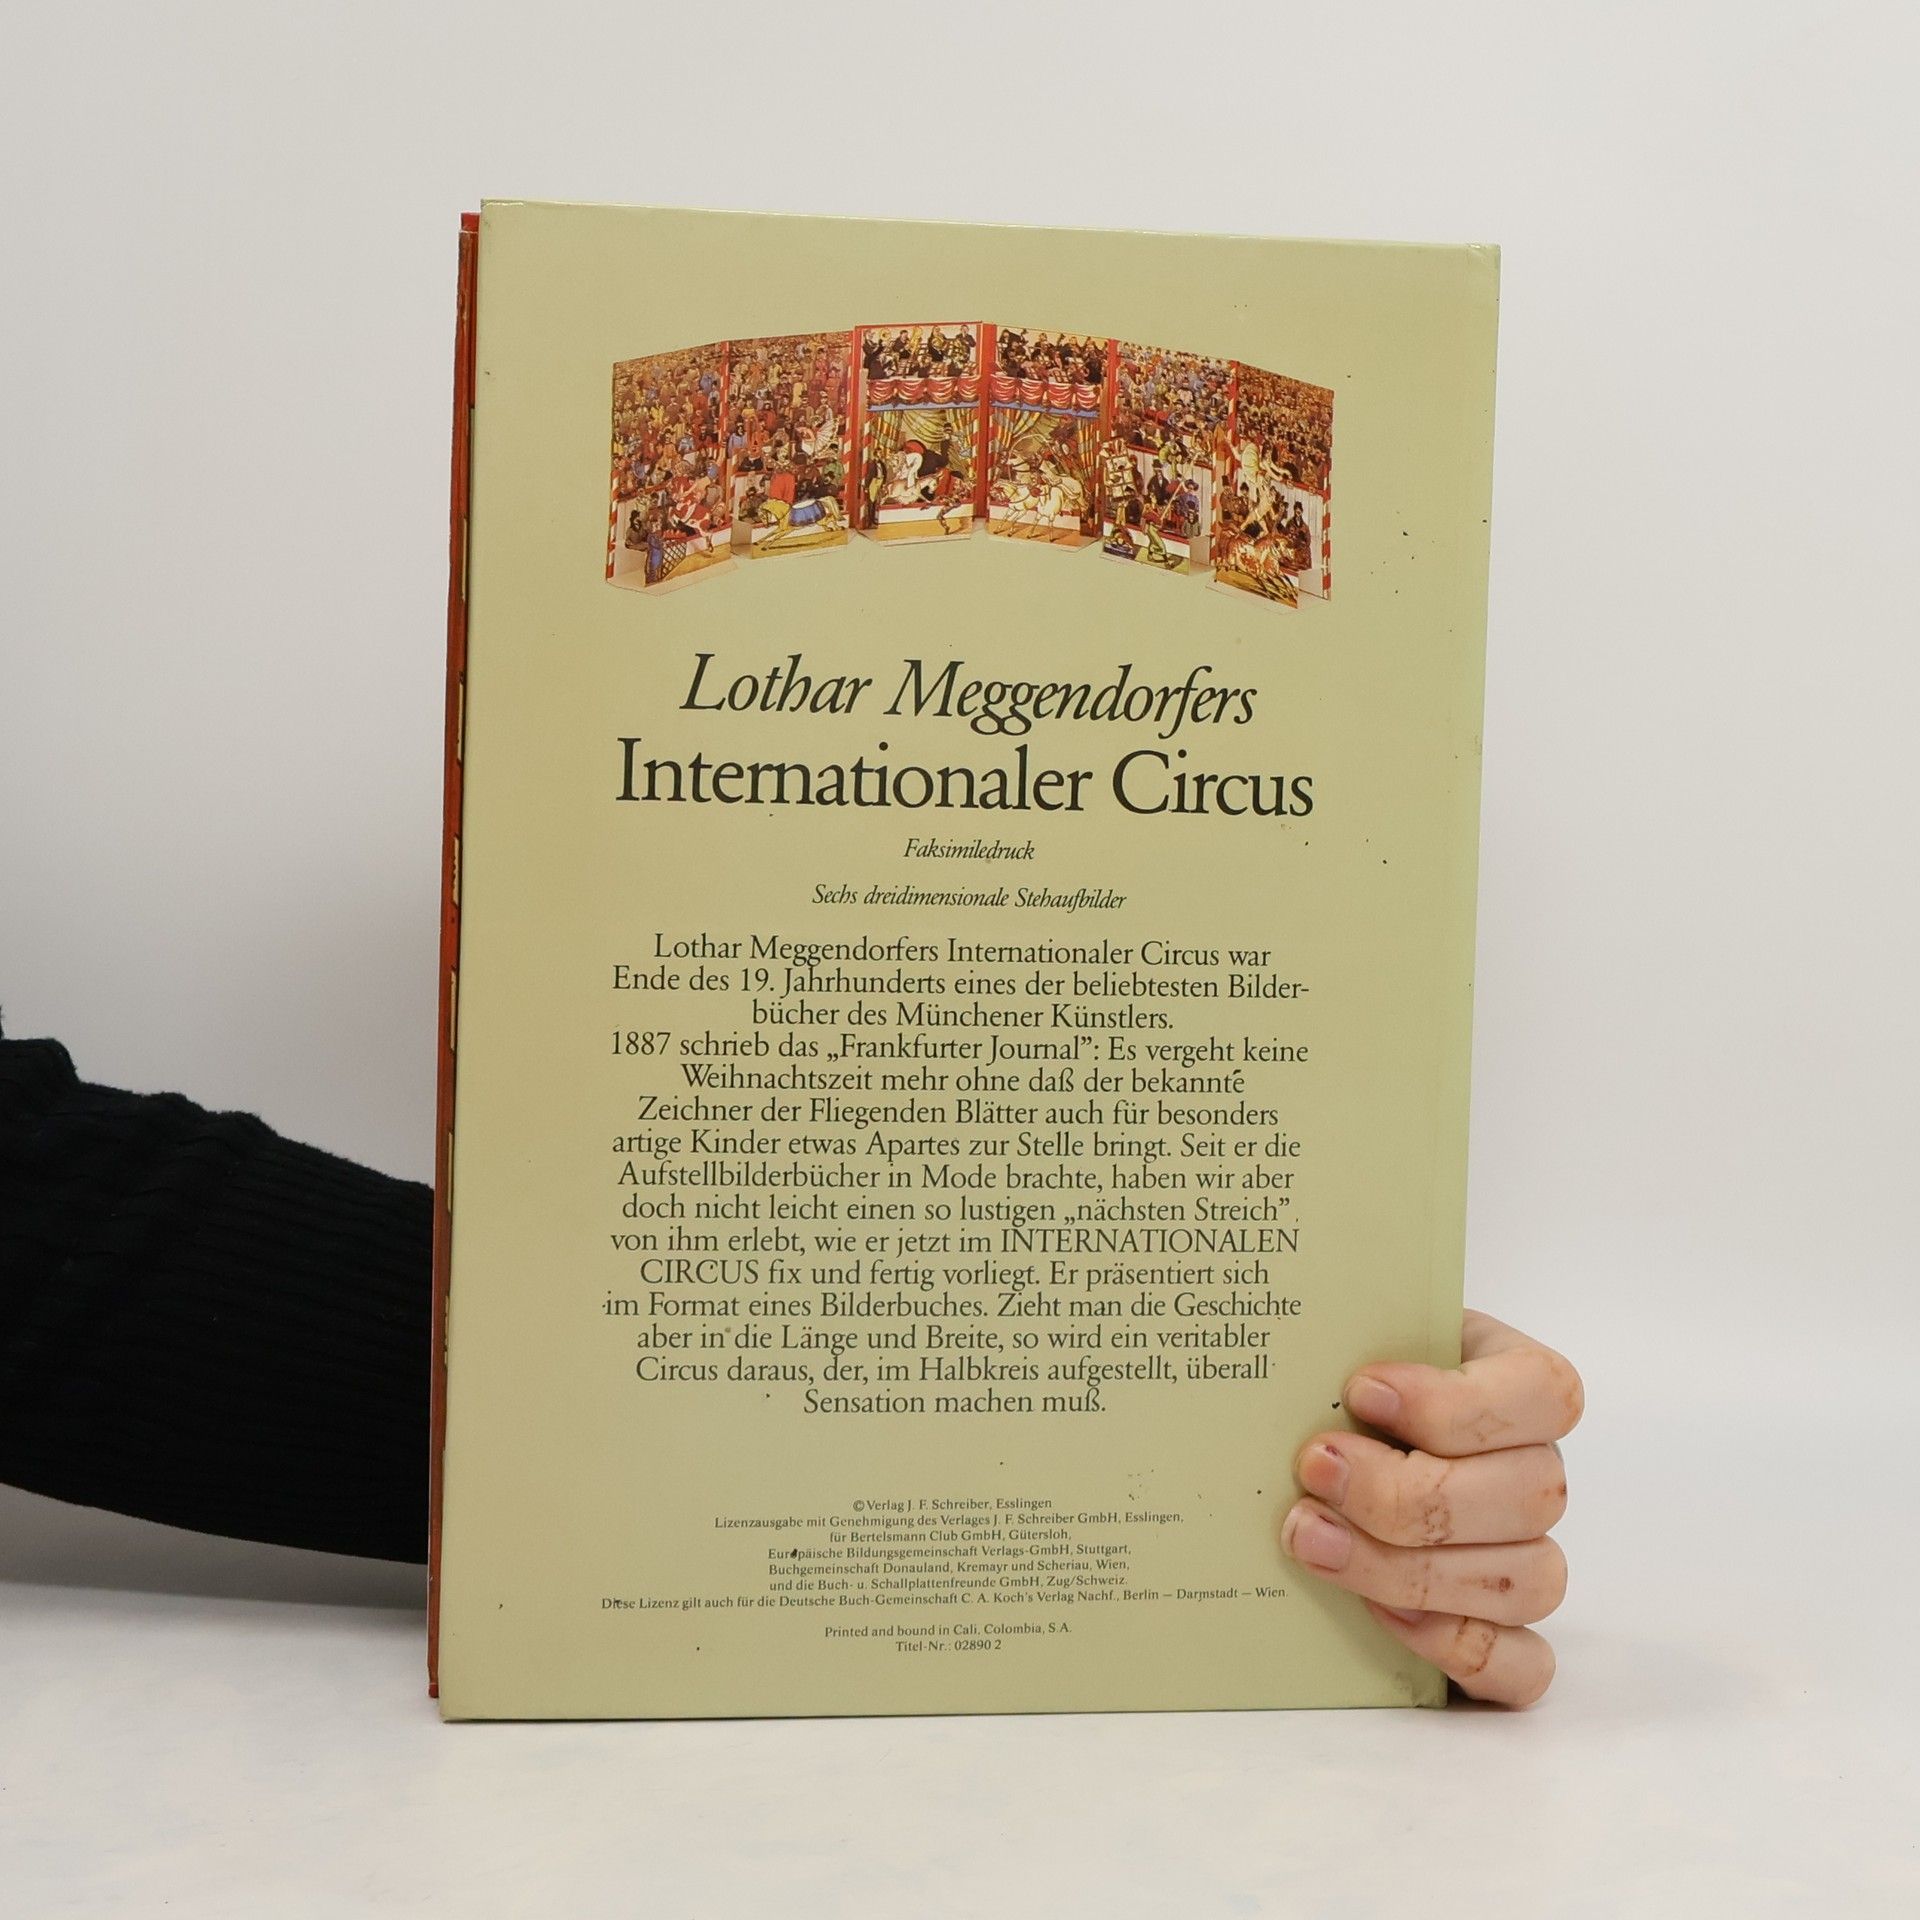 Lothar Meggendorfers
Internationaler Circus
Faksimiledruck
Sechs dreidimensionale Stehaufbilder
Lothar Meggendorfers Internationaler Circus war
Ende des 19. Jahrhunderts eines der beliebtesten Bilder-
bücher des Münchener Künstlers.
1887 schrieb das „Frankfurter Journal”: Es vergeht keine
Weihnachtszeit mehr ohne daß der bekannte
Zeichner der Fliegenden Blätter auch für besonders
artige Kinder etwas Apartes zur Stelle bringt. Seit er die
Aufstellbilderbücher in Mode brachte, haben wir aber
doch nicht leicht einen so lustigen „nächsten Streich”
von ihm erlebt, wie er jetzt im INTERNATIONALEN
CIRCUS fix und fertig vorliegt. Er präsentiert sich
im Format eines Bilderbuches. Zieht man die Geschichte
aber in die Länge und Breite, so wird ein veritabler
Circus daraus, der, im Halbkreis aufgestellt, überall
Sensation machen muß.
© Verlag J. F. Schreiber, Esslingen
Lizenzausgabe mit Genehmigung des Verlages J. F. Schreiber GmbH, Esslingen,
für Bertelsmann Club GmbH, Gütersloh,
Europäische Bildungsgemeinschaft Verlags-GmbH, Stuttgart,
Buchgemeinschaft Donauland, Kremayr und Scheriau, Wien,
und die Buch- u. Schallplattenfreunde GmbH, Zug/Schweiz.
Diese Lizenz gilt auch für die Deutsche Buch-Gemeinschaft C. A. Koch's Verlag Nachf., Berlin – Darmstadt – Wien.
Printed and bound in Cali, Colombia, S.A.
Titel-Nr.: 02890 2